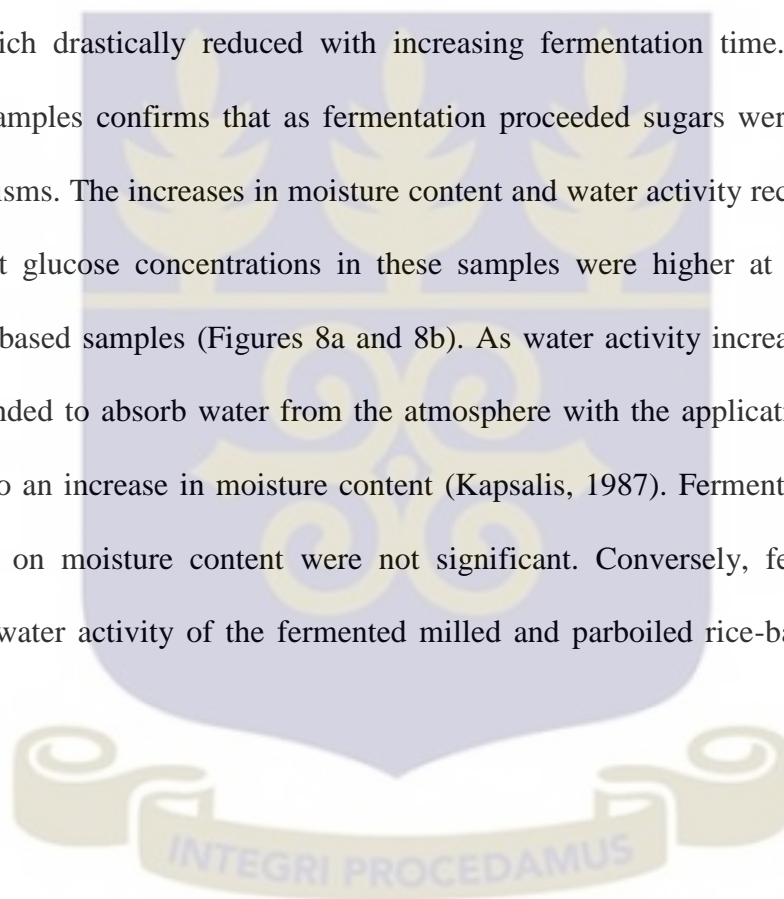 ich drastically reduced with increasing fermentation time.
amples confirms that as fermentation proceeded sugars wer
isms. The increases in moisture content and water activity rec
t glucose concentrations in these samples were higher at
based samples (Figures 8a and 8b). As water activity increa
nded to absorb water from the atmosphere with the applicati
o an increase in moisture content (Kapsalis, 1987). Ferment
on moisture content were not significant. Conversely, fe
water activity of the fermented milled and parboiled rice-ba
INTEGRI PROCEDAMUS